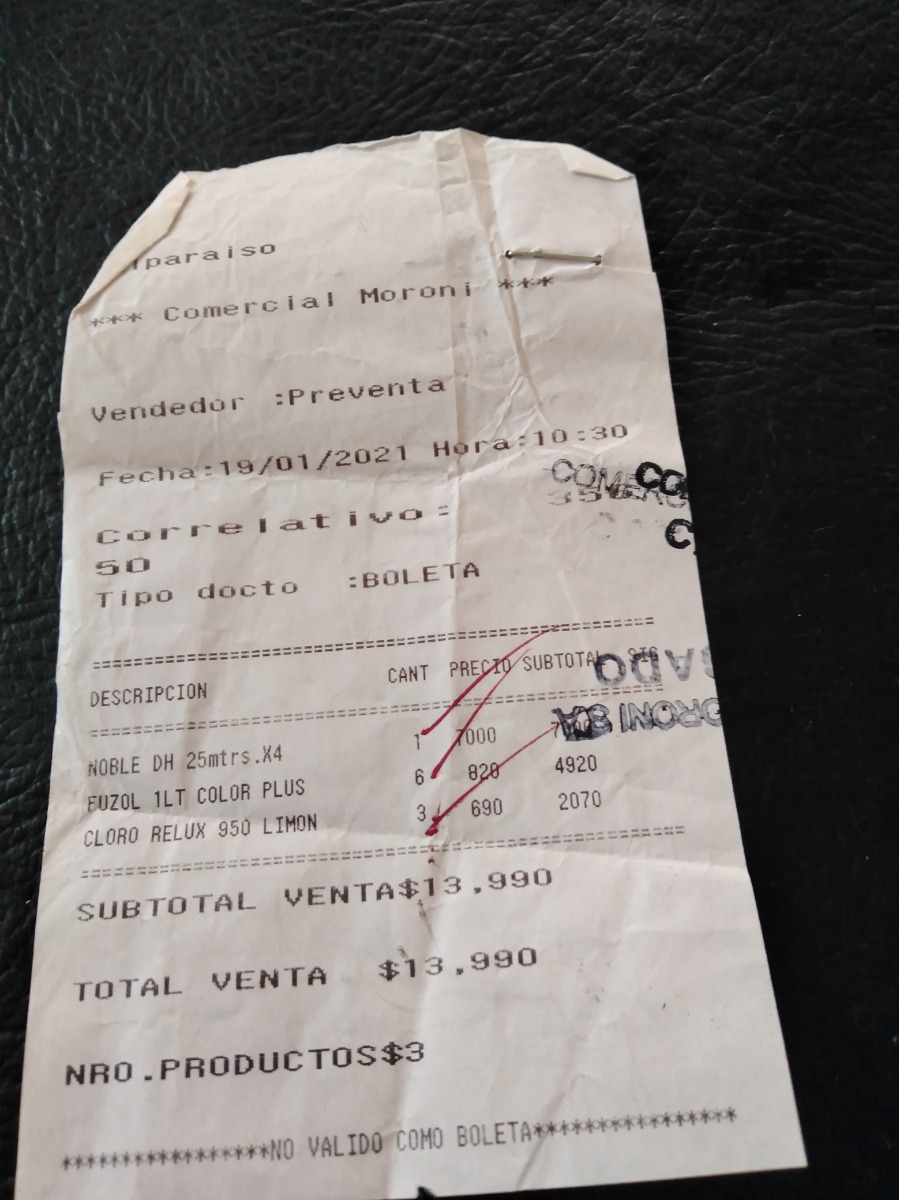 lparaiso
*** Comercial Moroni ***
Vendedor :Preventa
Fecha:19/01/2021 Hora:10:30
Correlativo:
50
Tipo docto :BOLETA
=======================================
DESCRIPCION CANT PRECIO SUBTOTAL
=======================================
NOBLE DH 25mtrs.X4 1 7000
FUZOL 1LT COLOR PLUS 6 820 4920
CLORO RELUX 950 LIMON 3 690 2070
=======================================
SUBTOTAL VENTA$13,990
TOTAL VENTA $13,990
NRO.PRODUCTOS$3
*****************NO VALIDO COMO BOLETA****************